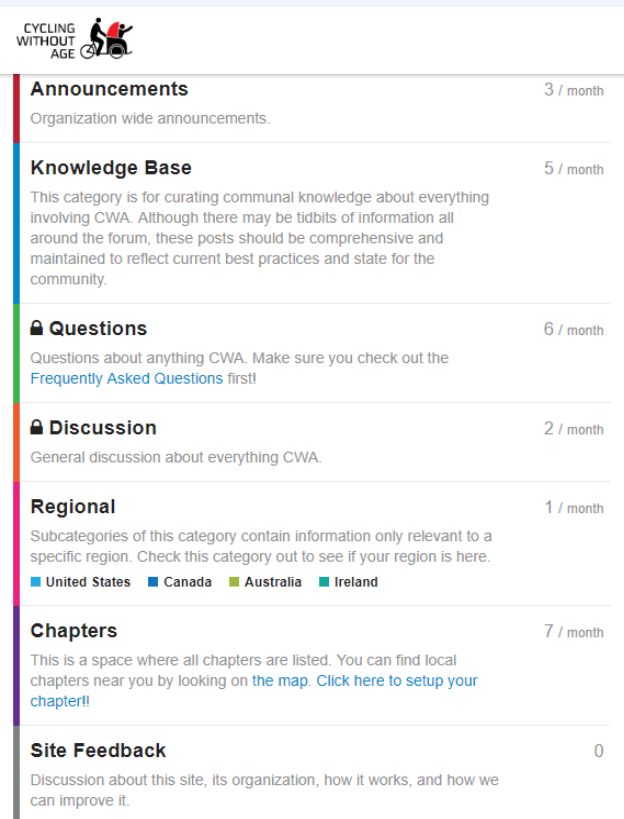 CYCLING
WITHOUT
AGE
Announcements
3 / month
Organization wide announcements.
Knowledge Base
5 / month
This category is for curating communal knowledge about everything
involving CWA. Although there may be tidbits of information all
around the forum, these posts should be comprehensive and
maintained to reflect current best practices and state for the
community.
Questions
6 / month
Questions about anything CWA. Make sure you check out the
Frequently Asked Questions first!
Discussion
2 / month
General discussion about everything CWA.
Regional
1 / month
Subcategories of this category contain information only relevant to a
specific region. Check this category out to see if your region is here.
United States Canada Australia Ireland
Chapters
7 / month
This is a space where all chapters are listed. You can find local
chapters near you by looking on the map. Click here to setup your
chapter!!
Site Feedback
0
Discussion about this site, its organization, how it works, and how we
can improve it.